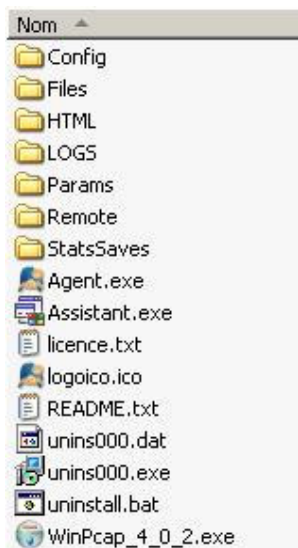 Nom
Config
Files
HTML
LOGS
Params
Remote
StatsSaves
Agent.exe
Assistant.exe
licence.txt
logoico.ico
README.txt
unins000.dat
unins000.exe
uninstall.bat
WinPcap_4_0_2.exe